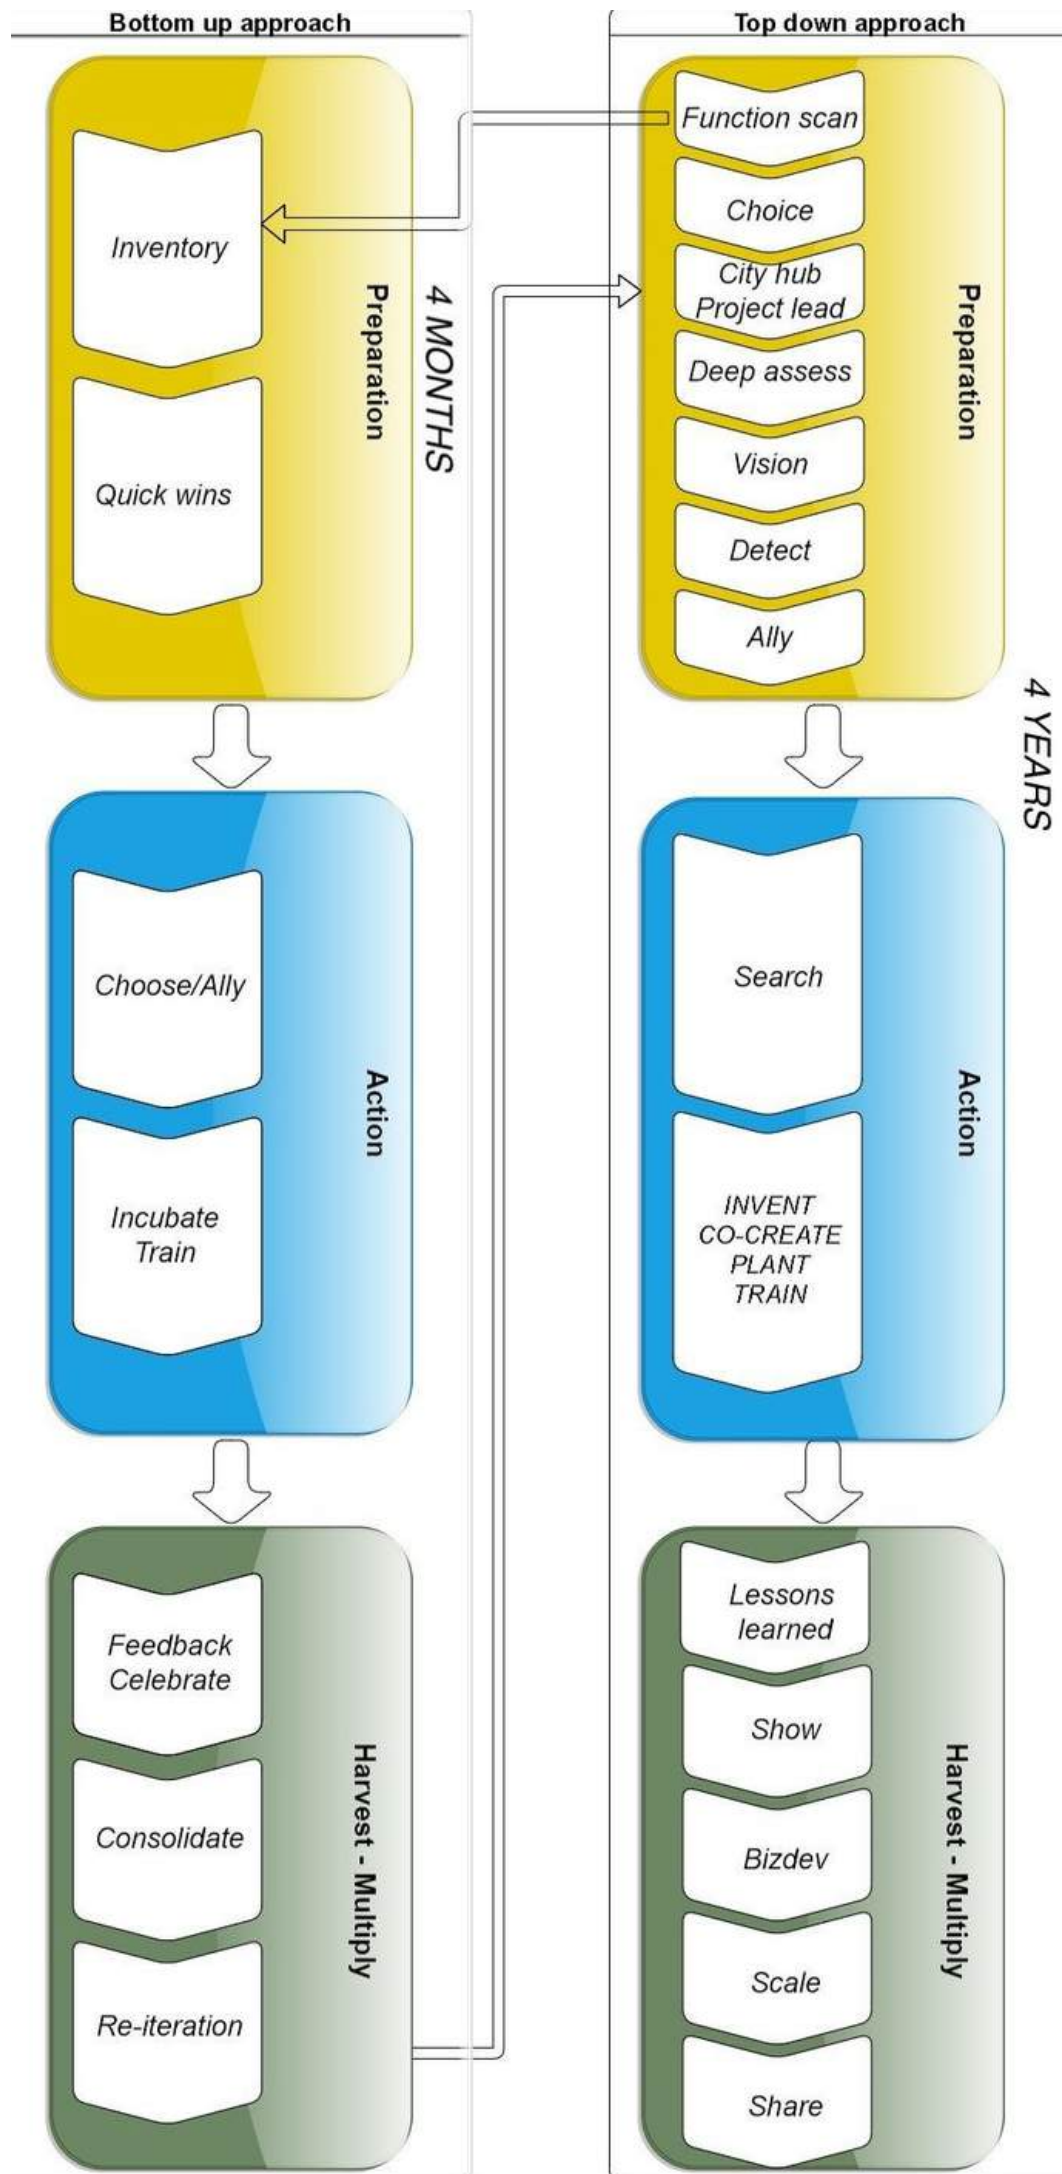 Bottom up approach
Inventory
Quick wins
Preparation
4 MONTHS
Choose/Ally
Incubate
Train
Action
Feedback
Celebrate
Consolidate
Re-iteration
Harvest - Multiply
Top down approach
Function scan
Choice
City hub
Project lead
Deep assess
Vision
Detect
Ally
Preparation
4 YEARS
Search
INVENT
CO-CREATE
PLANT
TRAIN
Action
Lessons
learned
Show
Bizdev
Scale
Share
Harvest - Multiply